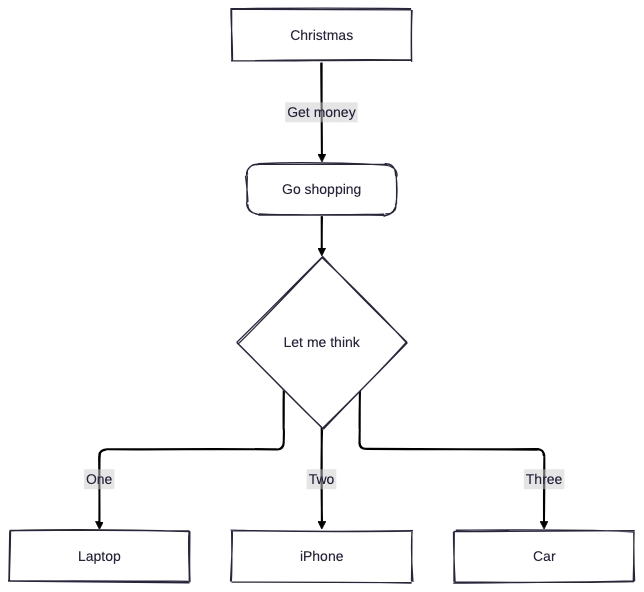 Christmas
Get money
Go shopping
Let me think
One
Two
Three
Laptop
iPhone
Car